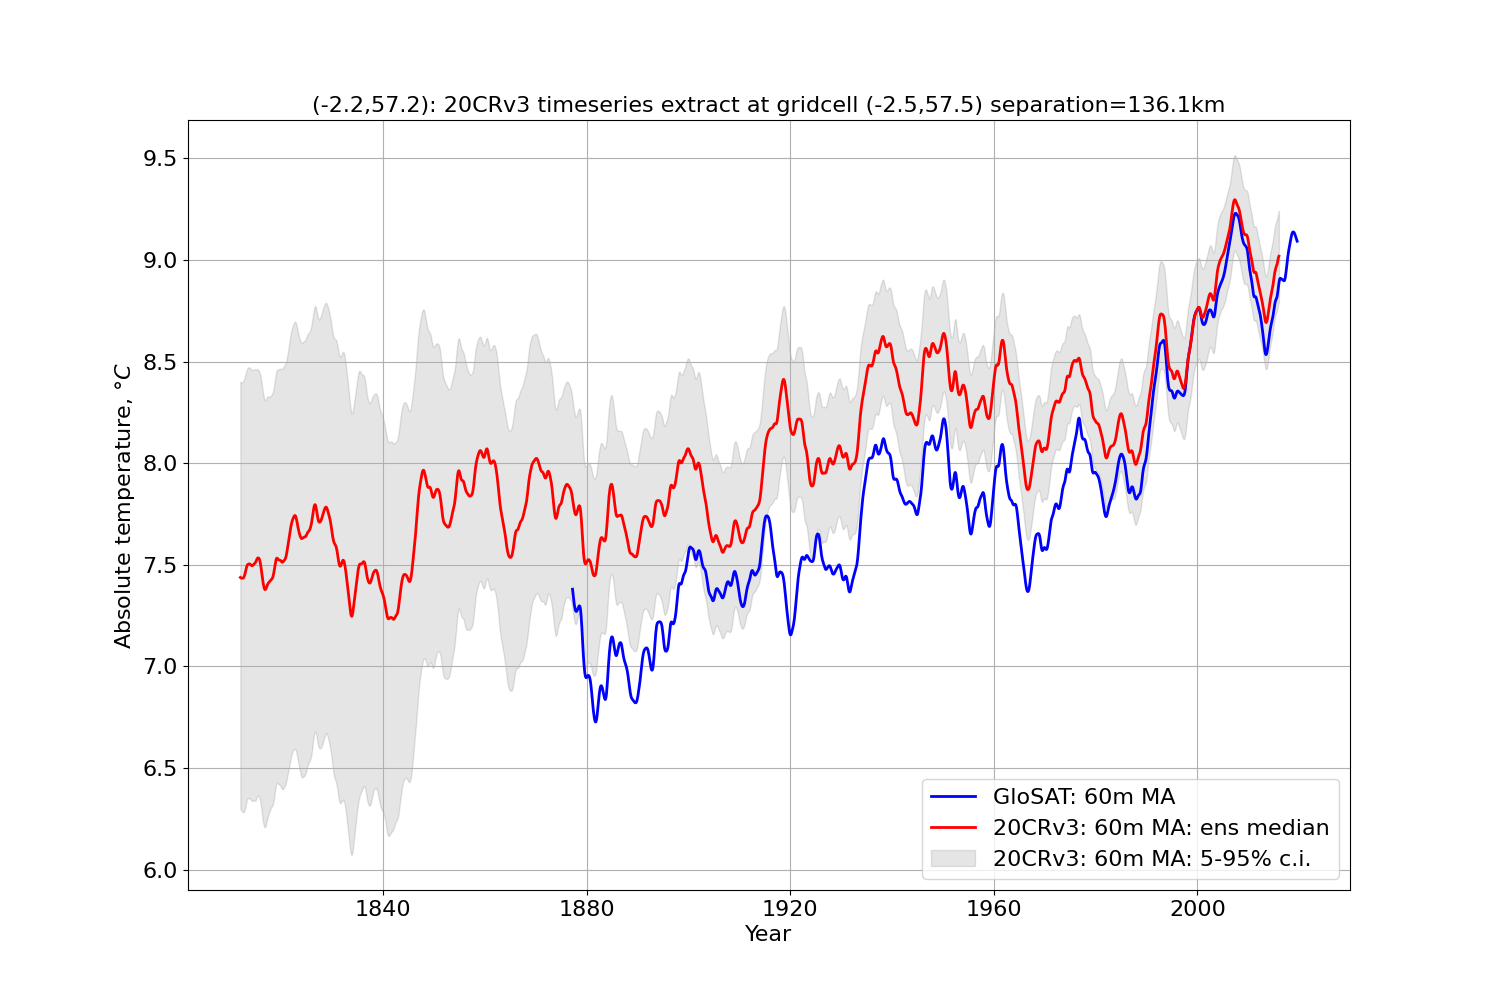 (-2.2,57.2): 20CRv3 timeseries extract at gridcell (-2.5,57.5) separation=136.1km
9.5
9.0
8.5
8.0
7.5
7.0
6.5
6.0
Absolute temperature, °C
1840 1880 1920 1960 2000
Year
GloSAT: 60m MA
20CRv3: 60m MA: ens median
20CRv3: 60m MA: 5-95% c.i.